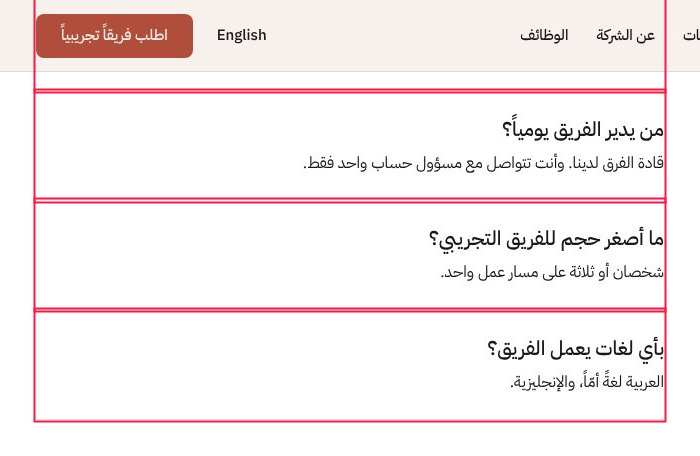 عن الشركة
الوظائف
English
اطلب فريقاً تجريبياً
من يدير الفريق يومياً؟
قادة الفرق لدينا. وأنت تتواصل مع مسؤول حساب واحد فقط.
ما أصغر حجم للفريق التجريبي؟
شخصان أو ثلاثة على مسار عمل واحد.
بأي لغات يعمل الفريق؟
العربية لغةً أمّاً، والإنجليزية.